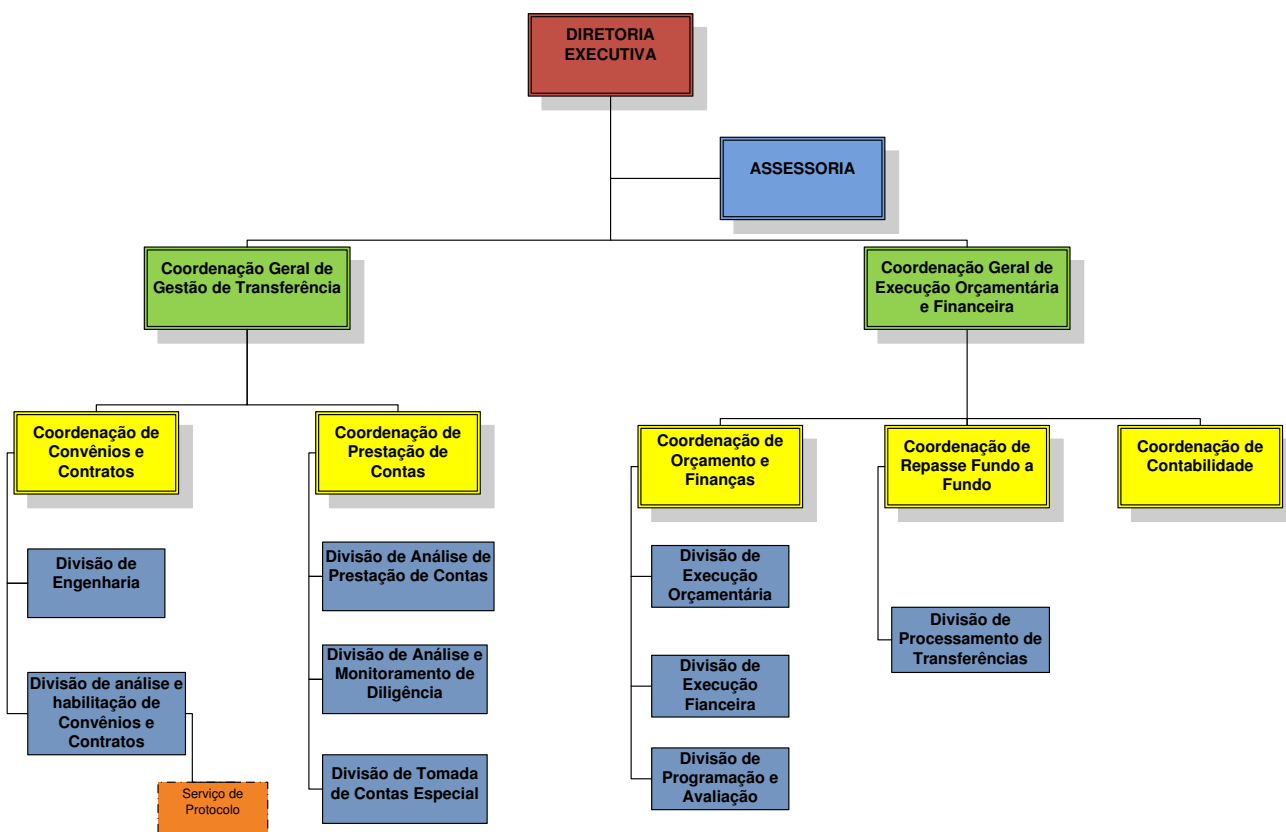 DIRETORIA
EXECUTIVA
ASSESSORIA
Coordenação Geral de
Gestão de Transferência
Coordenação Geral de
Execução Orçamentária
e Financeira
Coordenação de
Convênios e
Contratos
Coordenação de
Prestação de
Contas
Coordenação de
Orçamento e
Finanças
Coordenação de
Repasse Fundo a
Fundo
Coordenação de
Contabilidade
Divisão de
Engenharia
Divisão de Análise de
Prestação de Contas
Divisão de
Execução
Orçamentária
Divisão de
Processamento de
Transferências
Divisão de análise e
habilitação de
Convênios e
Contratos
Divisão de Análise e
Monitoramento de
Diligência
Divisão de
Execução
Fianceira
Serviço de
Protocolo
Divisão de Tomada
de Contas Especial
Divisão de
Programação e
Avaliação